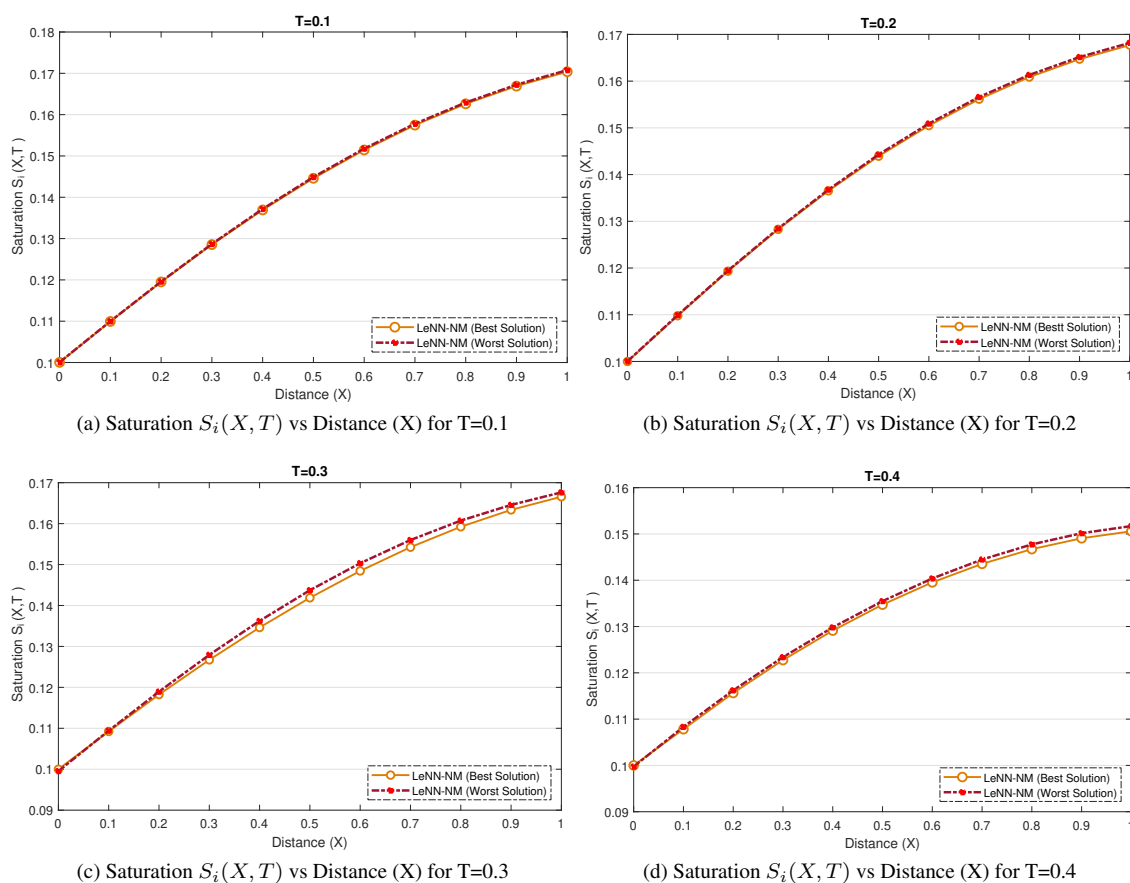 T=0.1
0.18
0.17
0.16
0.15
0.14
0.13
0.12
0.11
0.1
Saturation S_i (X,T )
0 0.1 0.2 0.3 0.4 0.5 0.6 0.7 0.8 0.9 1
Distance (X)
LeNN-NM (Best Solution)
LeNN-NM (Worst Solution)
(a) Saturation S_i(X, T) vs Distance (X) for T=0.1
T=0.2
0.17
0.16
0.15
0.14
0.13
0.12
0.11
0.1
Saturation S_i (X,T )
0 0.1 0.2 0.3 0.4 0.5 0.6 0.7 0.8 0.9 1
Distance (X)
LeNN-NM (Bestt Solution)
LeNN-NM (Worst Solution)
(b) Saturation S_i(X, T) vs Distance (X) for T=0.2
T=0.3
0.17
0.16
0.15
0.14
0.13
0.12
0.11
0.1
0.09
Saturation S_i (X,T )
0 0.1 0.2 0.3 0.4 0.5 0.6 0.7 0.8 0.9 1
Distance (X)
LeNN-NM (Best Solution)
LeNN-NM (Worst Solution)
(c) Saturation S_i(X, T) vs Distance (X) for T=0.3
T=0.4
0.16
0.15
0.14
0.13
0.12
0.11
0.1
0.09
Saturation S_i (X,T )
0 0.1 0.2 0.3 0.4 0.5 0.6 0.7 0.8 0.9 1
Distance (X)
LeNN-NM (Best Solution)
LeNN-NM (Worst Solution)
(d) Saturation S_i(X, T) vs Distance (X) for T=0.4